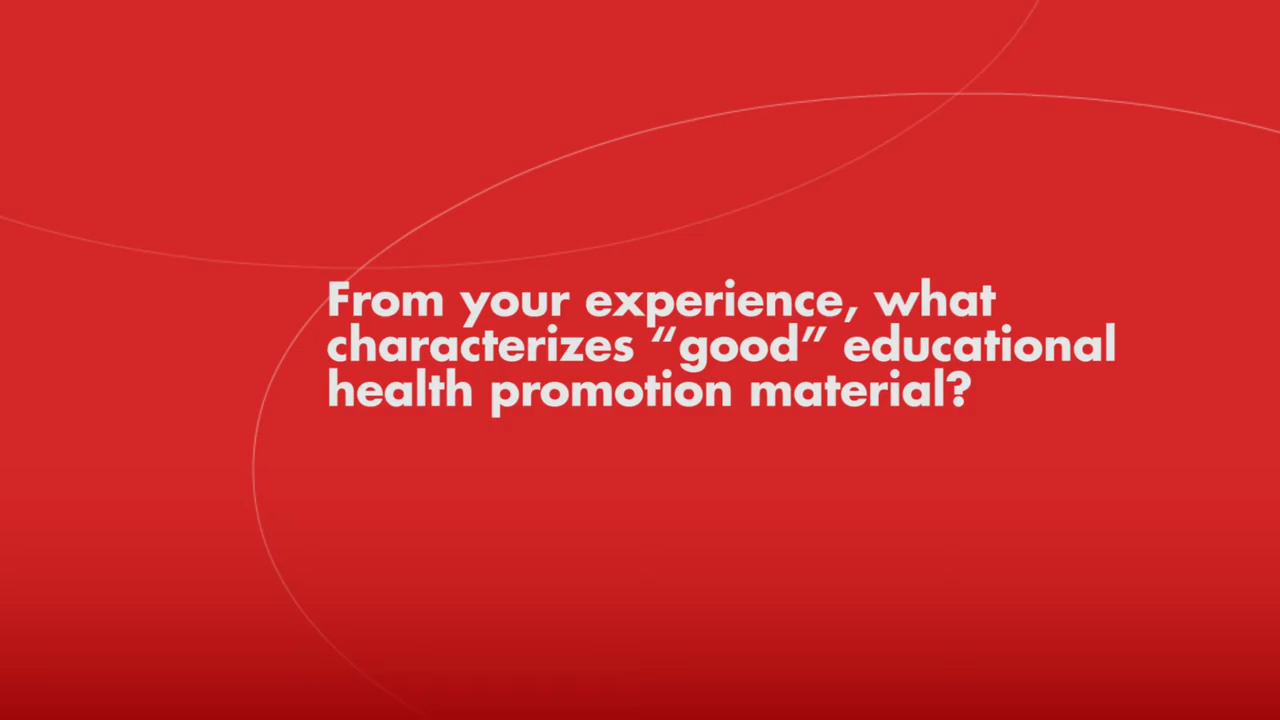 From your experience, what
characterizes “good” educational
health promotion material?